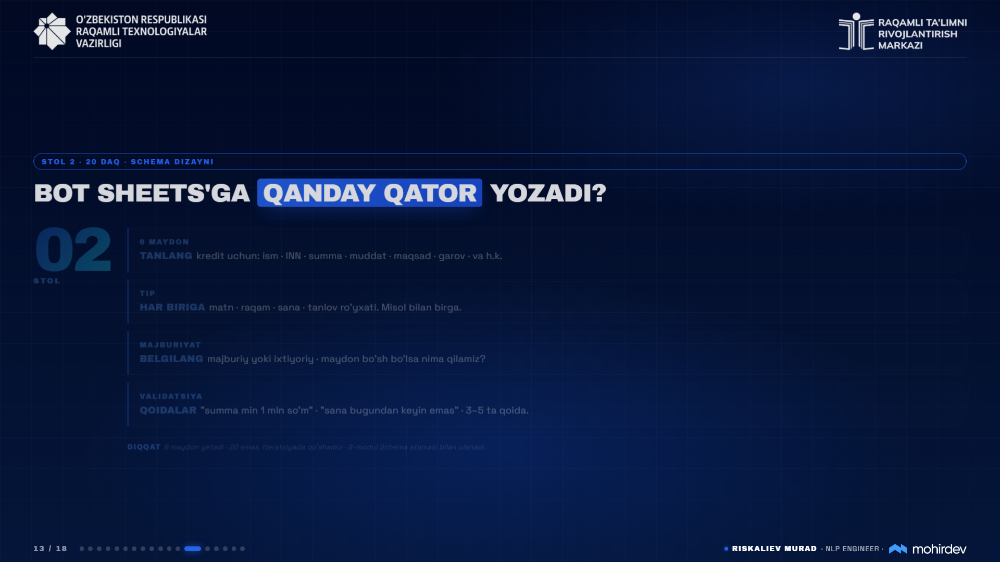 O'ZBEKISTON RESPUBLIKASI
RAQAMLI TEXNOLOGIYALAR
VAZIRLIGI
RAQAMLI TA'LIMNI
RIVOJLANTIRISH
MARKAZI
STOL 2 · 20 DAQ · SCHEMA DIZAYNI
BOT SHEETS'GA QANDAY QATOR YOZADI?
02
STOL
6 MAYDON
TANLANG kredit uchun: ism · INN · summa · muddat · maqsad · garov · va h.k.
TIP
HAR BIRIGA matn · raqam · sana · tanlov ro'yxati. Misol bilan birga.
MAJBURIYAT
BELGILANG majburiy yoki ixtiyoriy · maydon bo'sh bo'lsa nima qilamiz?
VALIDATSIYA
QOIDALAR "summa min 1 mln so'm" · "sana bugundan keyin emas" · 3–5 ta qoida.
DIQQAT 6 maydon yetadi · 20 emas. Iteratsiyada qo'shamiz · 9-modul Schema atamasi bilan ulanadi.
13 / 18
RISKALIEV MURAD · NLP ENGINEER · mohirdev